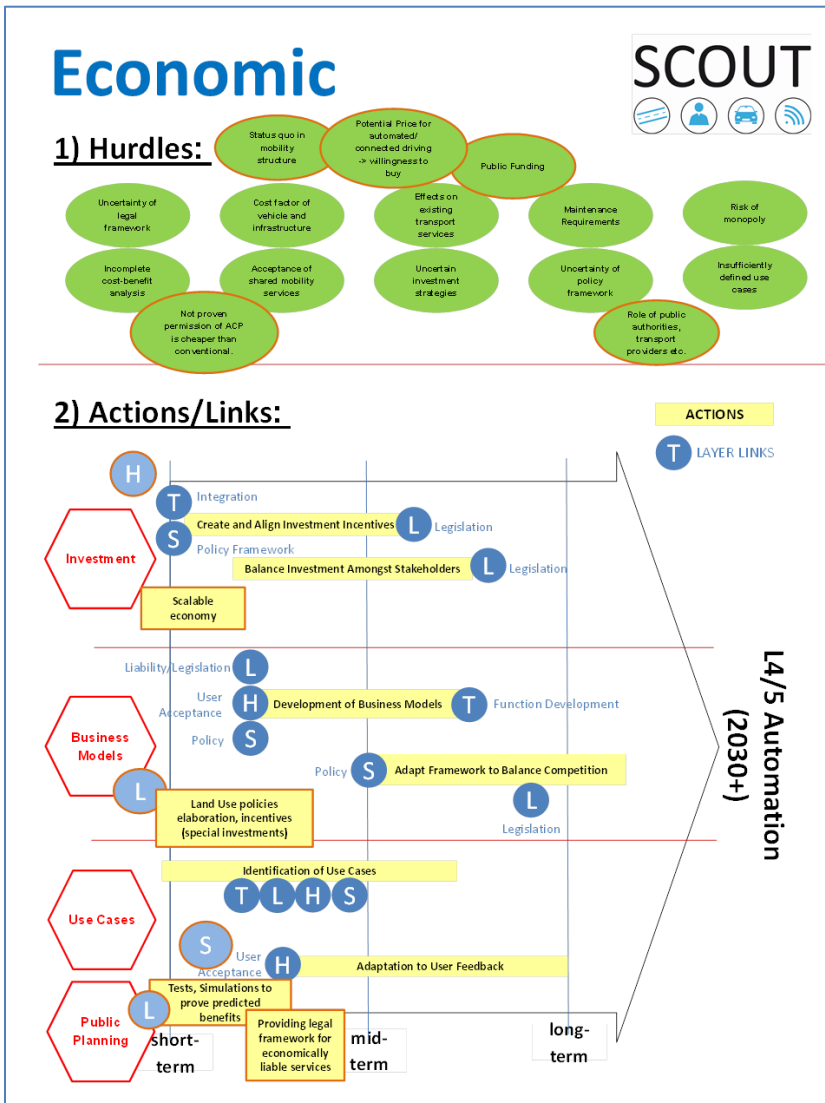 Economic
SCOUT
1) Hurdles:
Status quo in
mobility
structure
Potential Price for
automated/
connected driving
-> willingness to
buy
Public Funding
Uncertainty of
legal
framework
Cost factor of
vehicle and
infrastructure
Effects on
existing
transport
services
Maintenance
Requirements
Risk of
monopoly
Incomplete
cost-benefit
analysis
Acceptance of
shared mobility
services
Uncertain
investment
strategies
Uncertainty of
policy
framework
Insufficiently
defined use
cases
Not proven
permission of ACP
is cheaper than
conventional.
Role of public
authorities,
transport
providers etc.
2) Actions/Links:
ACTIONS
T LAYER LINKS
H
T Integration
Create and Align Investment Incentives L Legislation
S Policy Framework
Investment
Balance Investment Amongst Stakeholders L Legislation
Scalable
economy
Liability/Legislation L
User
Acceptance H Development of Business Models T Function Development
Policy S
Business
Models
Policy S Adapt Framework to Balance Competition
L
L
Legislation
Land Use policies
elaboration, incentives
(special investments)
L4/5 Automation
(2030+)
Identification of Use Cases
T L H S
Use Cases
S
User
Acceptance H Adaptation to User Feedback
Tests, Simulations to
prove predicted
benefits
L
Public
Planning
Providing legal
framework for
economically
liable services
short-
term
mid-
term
long-
term